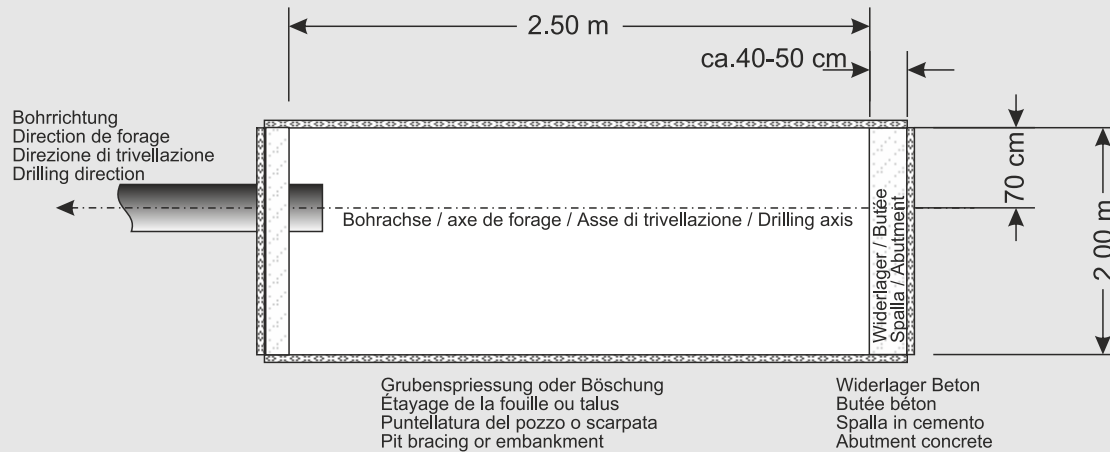 2.50 m
ca.40-50 cm
Bohrrichtung
Direction de forage
Direzione di trivellazione
Drilling direction
70 cm
2.00 m
Bohrachse / axe de forage / Asse di trivellazione / Drilling axis
Widerlager / Butée
Spalla / Abutment
Grubenspriessung oder Böschung
Étayage de la fouille ou talus
Puntellatura del pozzo o scarpata
Pit bracing or embankment
Widerlager Beton
Butée béton
Spalla in cemento
Abutment concrete